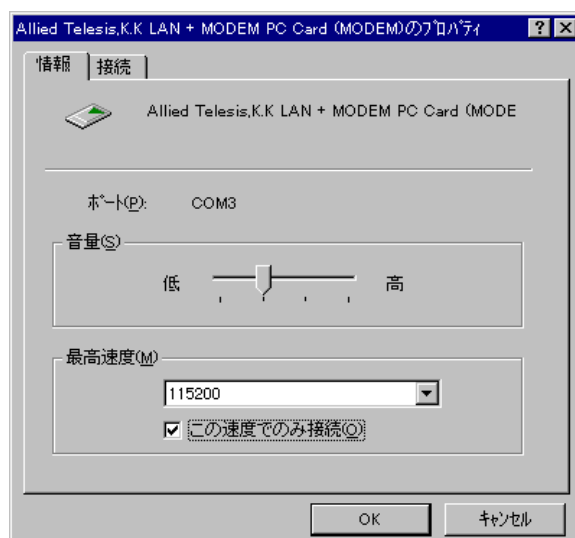 Allied Telesis,K.K LAN + MODEM PC Card (MODEM)のﾌﾟﾛﾊﾟﾃｨ
情報 接続
Allied Telesis,K.K LAN + MODEM PC Card (MODE
ﾎﾟｰﾄ(P): COM3
音量(S)
低 高
最高速度(M)
115200
この速度でのみ接続(O)
OK ｷｬﾝｾﾙ